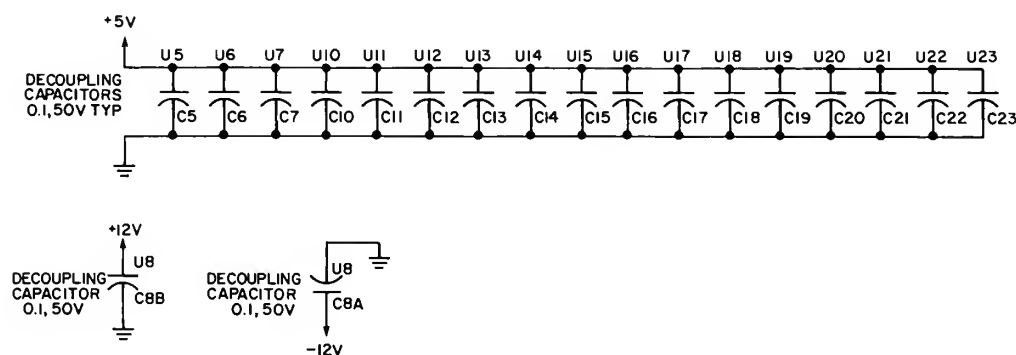 +5V
U5 U6 U7 U10 U11 U12 U13 U14 U15 U16 U17 U18 U19 U20 U21 U22 U23
DECOUPLING
CAPACITORS
0.1, 50V TYP
C5 C6 C7 C10 C11 C12 C13 C14 C15 C16 C17 C18 C19 C20 C21 C22 C23
+12V
U8
DECOUPLING
CAPACITOR
0.1, 50V
C8B
U8
DECOUPLING
CAPACITOR
0.1, 50V
C8A
-12V